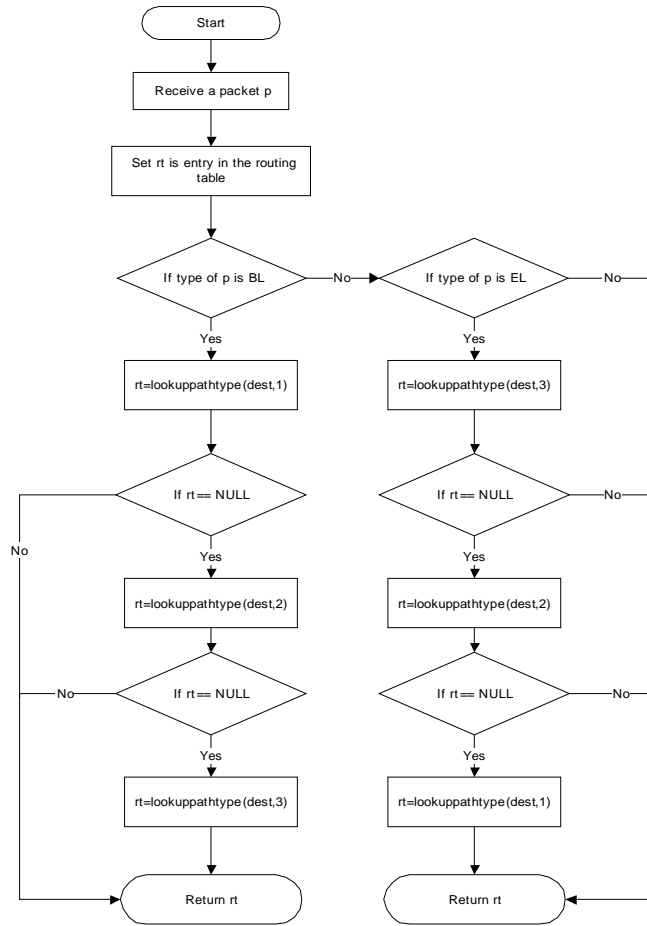 Start
Receive a packet p
Set rt is entry in the routing
table
If type of p is BL
No
If type of p is EL
No
Yes
Yes
rt=lookuppathtype(dest,1)
rt=lookuppathtype(dest,3)
If rt== NULL
If rt== NULL
No
No
Yes
Yes
rt=lookuppathtype(dest,2)
rt=lookuppathtype(dest,2)
No
If rt== NULL
If rt== NULL
No
Yes
Yes
rt=lookuppathtype(dest,3)
rt=lookuppathtype(dest,1)
Return rt
Return rt